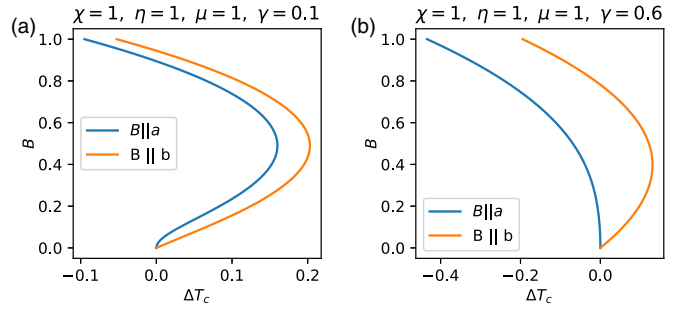 (a)
χ = 1, η = 1, μ = 1, γ = 0.1
B
1.0
0.8
0.6
0.4
0.2
0.0
B||a
B || b
−0.1
0.0
0.1
0.2
ΔT_c
(b)
χ = 1, η = 1, μ = 1, γ = 0.6
B
1.0
0.8
0.6
0.4
0.2
0.0
B||a
B || b
−0.4
−0.2
0.0
ΔT_c